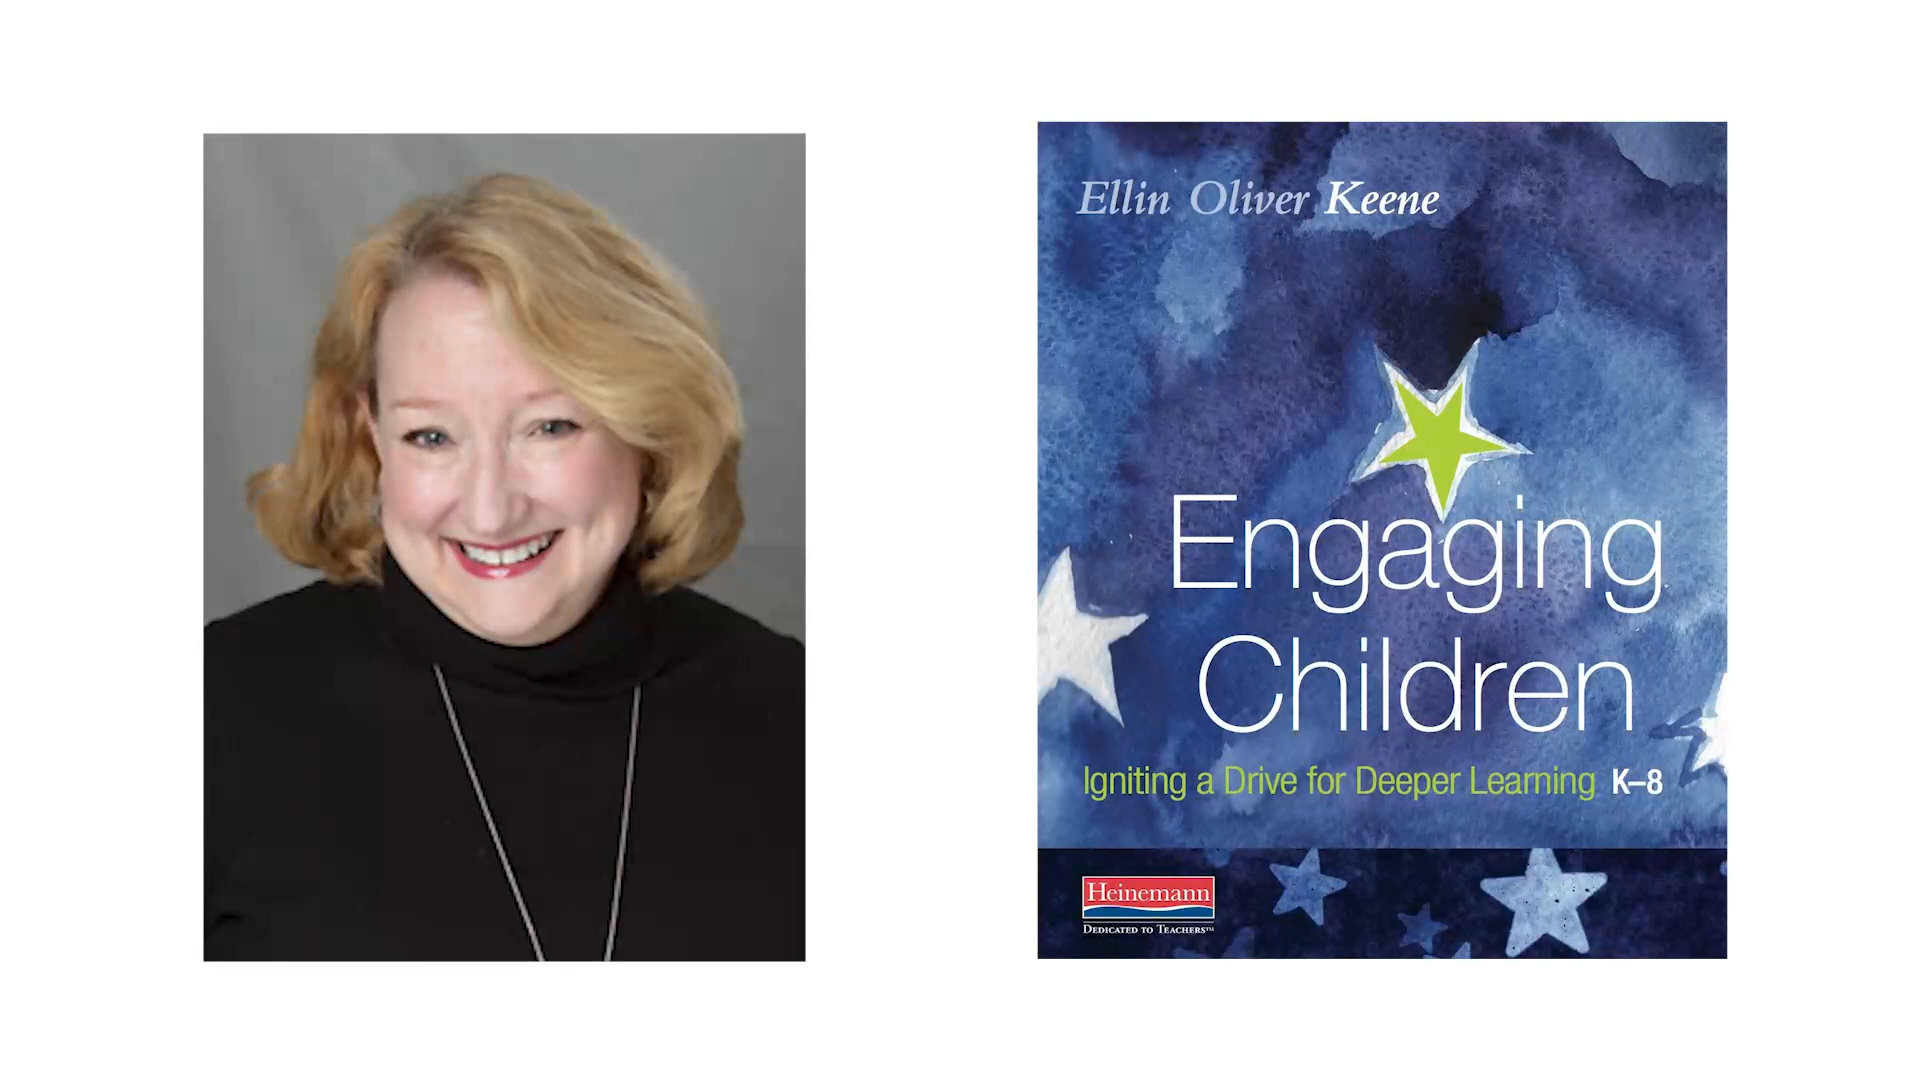 Ellin Oliver Keene
Engaging
Children
Igniting a Drive for Deeper Learning K–8
Heinemann
DEDICATED TO TEACHERS™